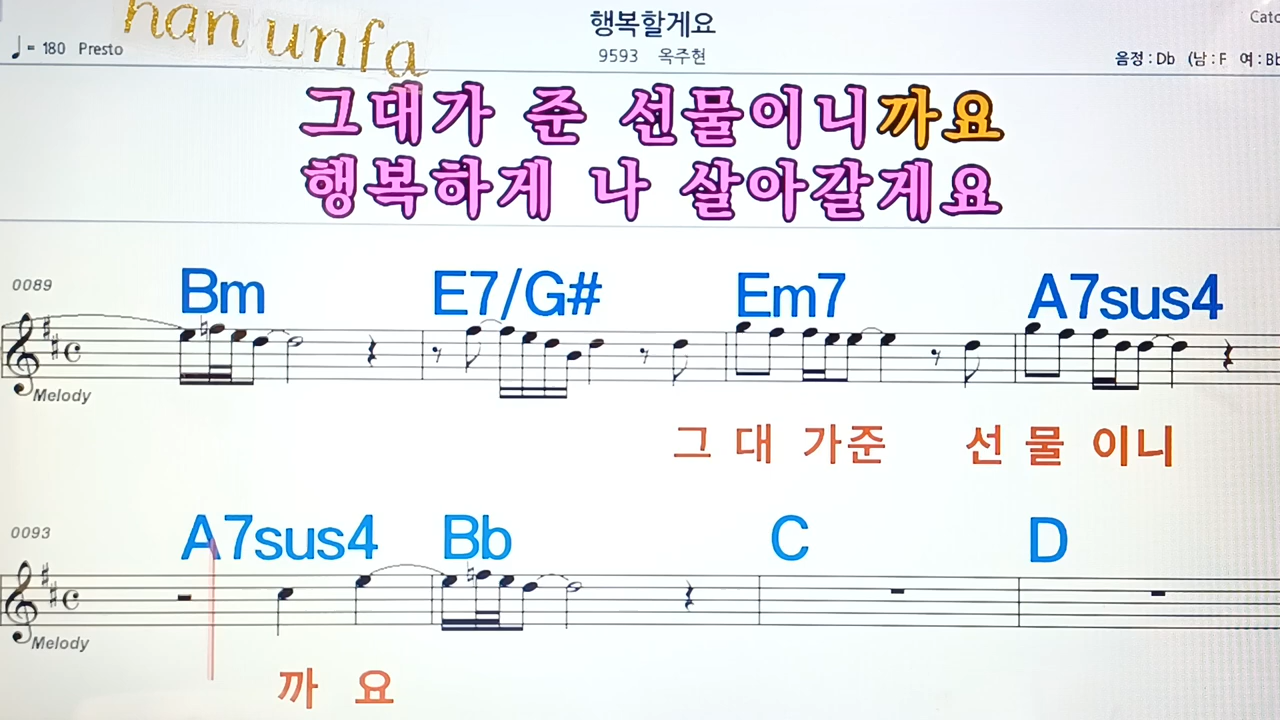 han unfa
행복할게요
Catc
♩= 180 Presto
9593 옥주현
음정 : Db (남 : F 여 : Bb
그대가 준 선물이니까요
행복하게 나 살아갈게요
0089
Bm E7/G# Em7 A7sus4
Melody
그 대 가준 선 물 이니
0093
A7sus4 Bb C D
Melody
까 요